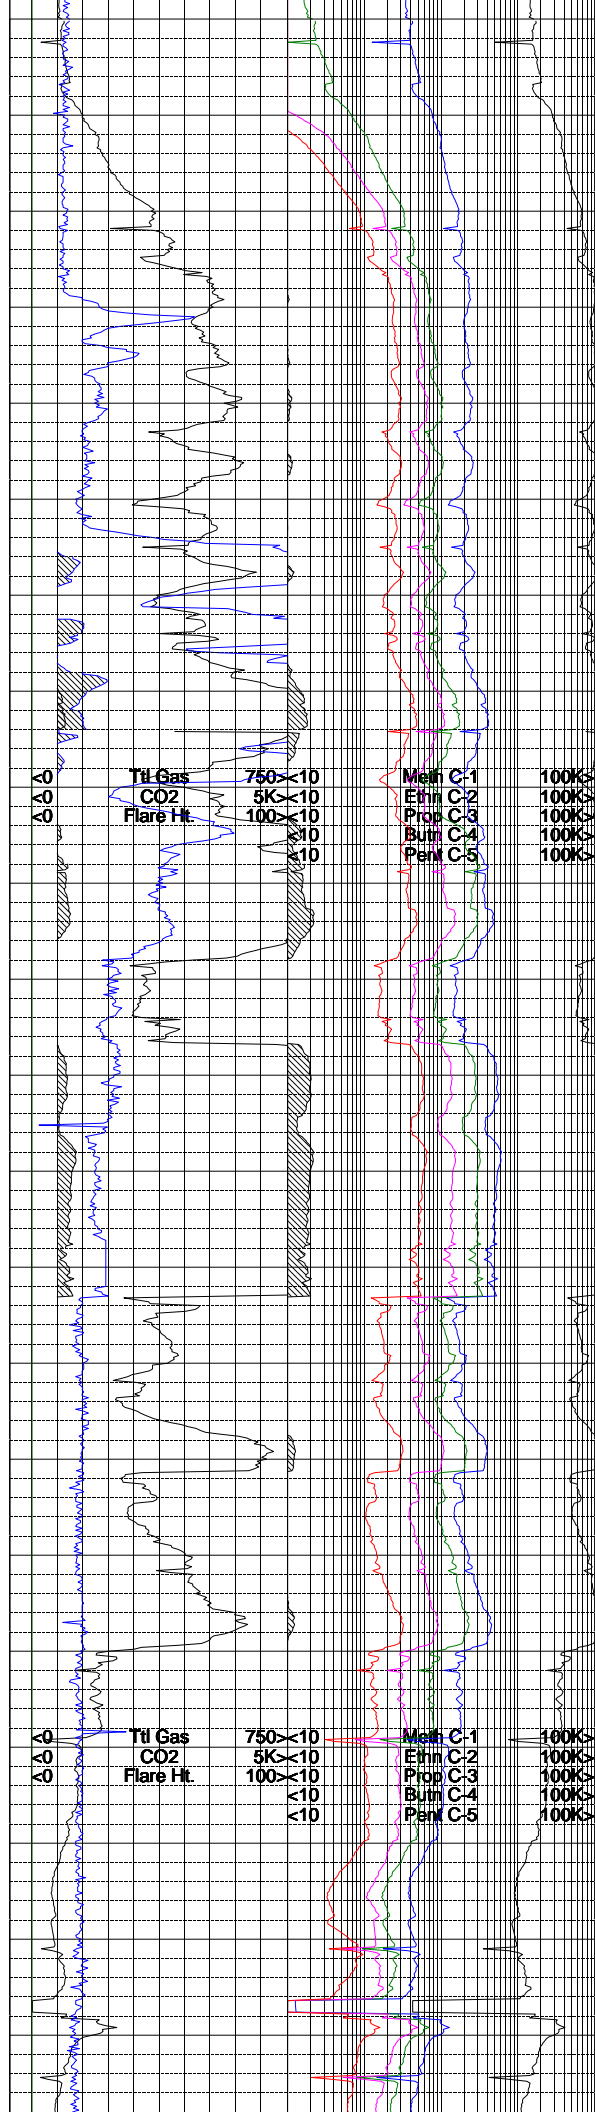 <0 Ttl Gas 750><10 Meth C-1 100K>
<0 CO2 5K><10 Ethn C-2 100K>
<0 Flare Ht. 100><10 Prop C-3 100K>
<10 Butn C-4 100K>
<10 Pent C-5 100K>
<0 Ttl Gas 750><10 Meth C-1 100K>
<0 CO2 5K><10 Ethn C-2 100K>
<0 Flare Ht. 100><10 Prop C-3 100K>
<10 Butn C-4 100K>
<10 Pent C-5 100K>